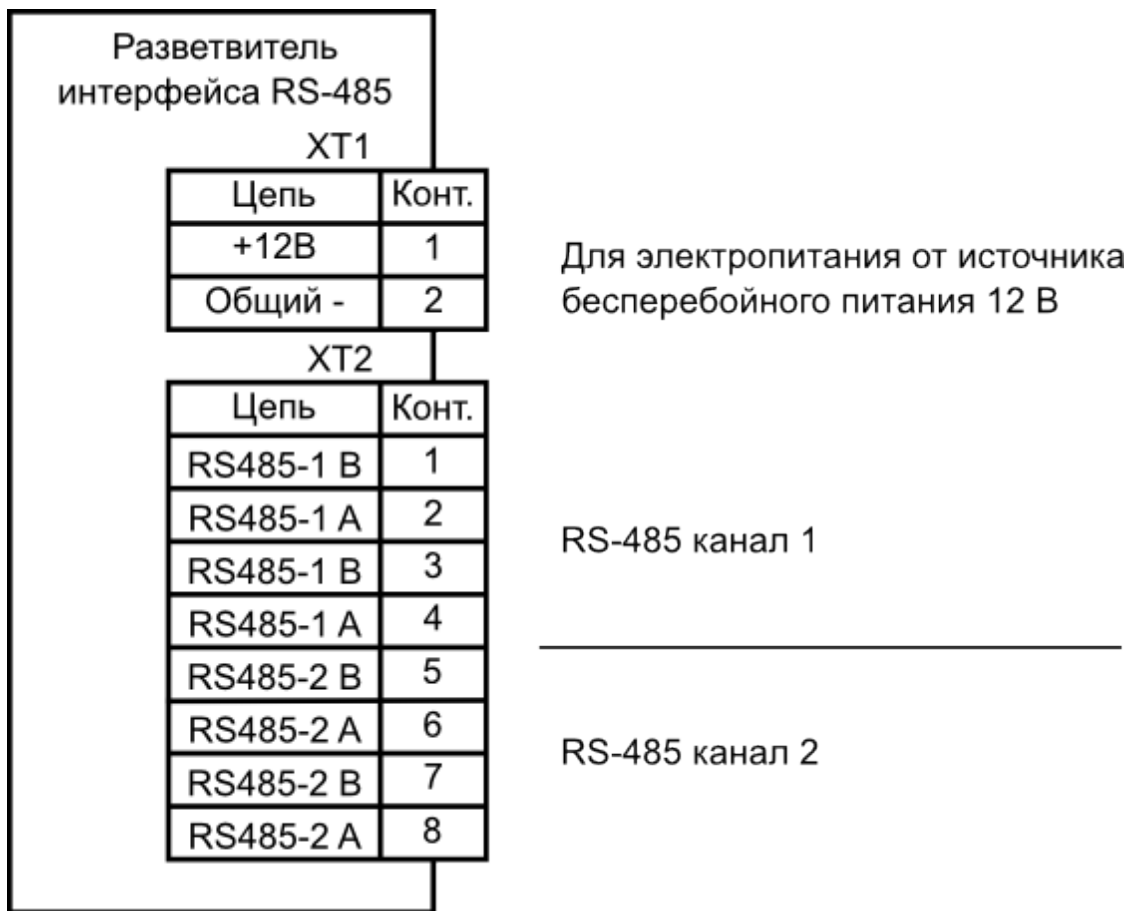 Разветвитель
интерфейса RS-485
XT1
Цепь Конт.
+12В 1
Общий - 2
Для электропитания от источника
бесперебойного питания 12 В
XT2
Цепь Конт.
RS485-1 B 1
RS485-1 A 2
RS485-1 B 3
RS485-1 A 4
RS-485 канал 1
RS485-2 B 5
RS485-2 A 6
RS485-2 B 7
RS485-2 A 8
RS-485 канал 2